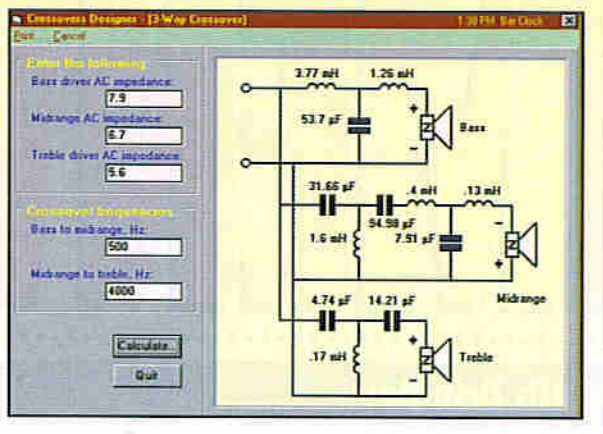 Crossovers Designer - [3-Way Crossover]
1:30 PM Bar Clock
Print Cancel
Enter the following
Bass driver AC impedance:
7.9
Midrange AC impedance:
6.7
Treble driver AC impedance:
5.6
Crossover frequencies
Bass to midrange, Hz:
500
Midrange to treble, Hz:
4000
Calculate..
Quit
3.77 mH
1.26 mH
53.7 µF
+
Z
Bass
-
31.66 µF
.4 mH
.13 mH
94.98 µF
1.6 mH
7.91 µF
-
Z
+
Midrange
4.74 µF
14.21 µF
.17 mH
+
Z
Treble
-